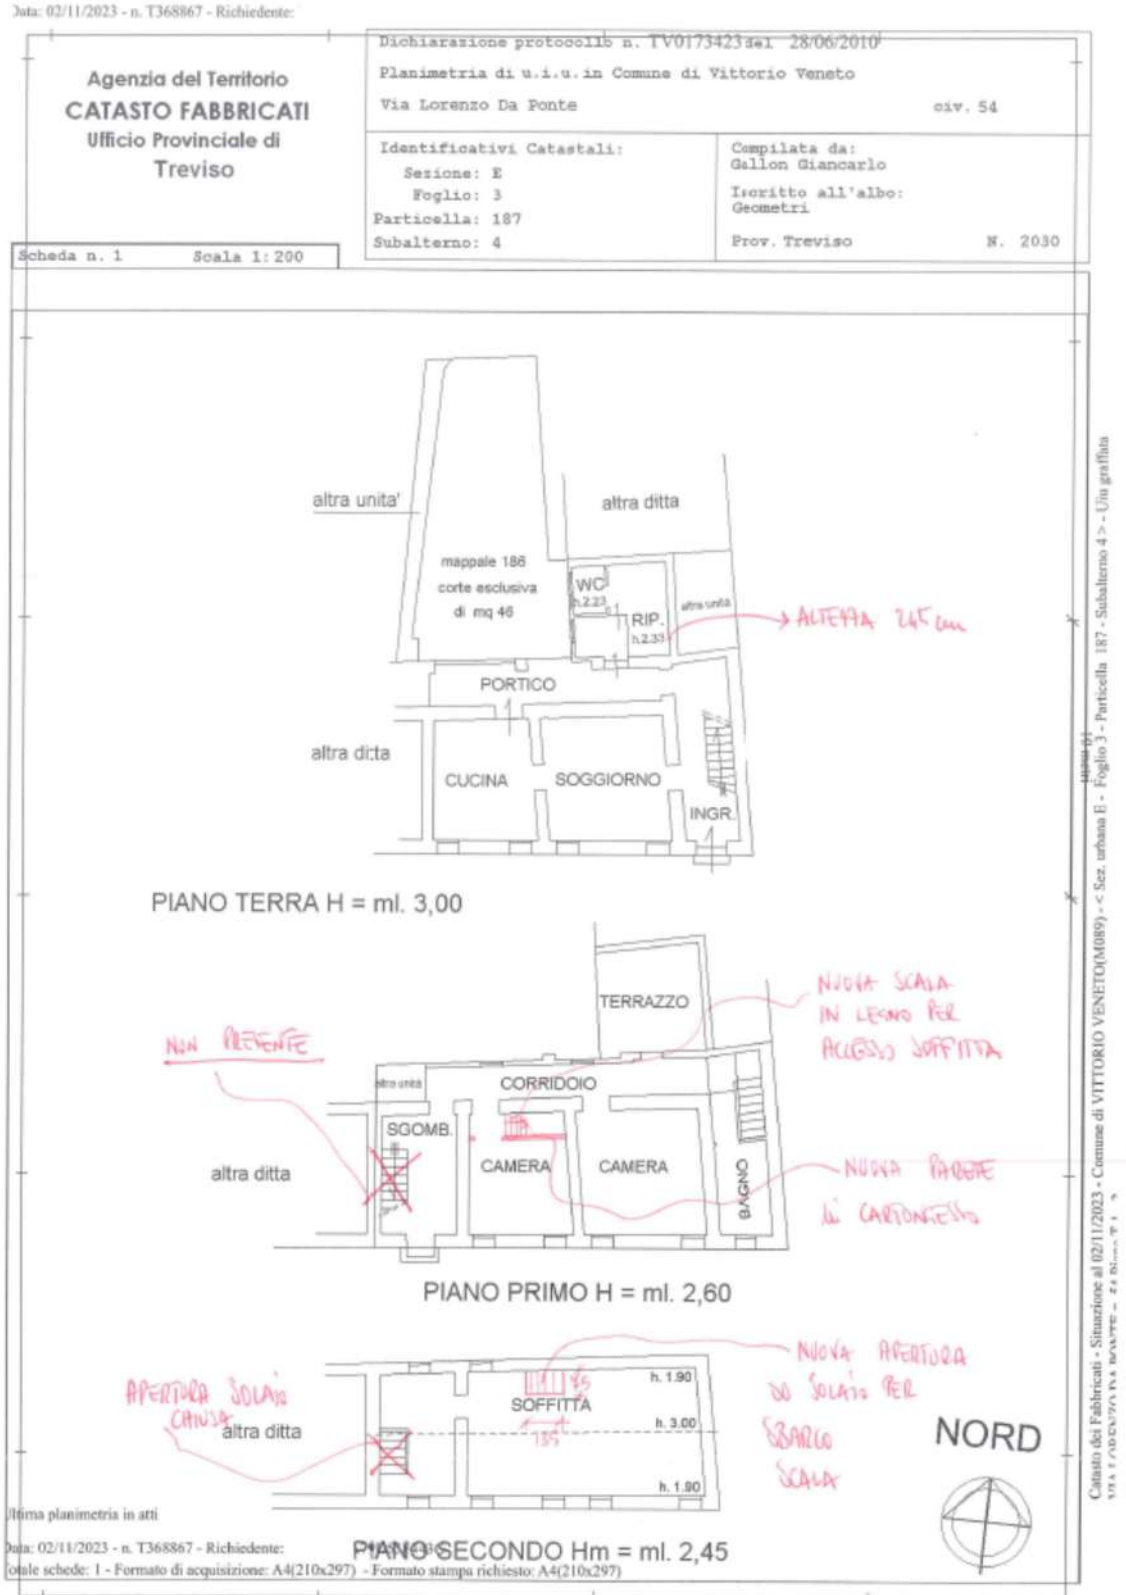 Data: 02/11/2023 - n. T368867 - Richiedente:
Agenzia del Territorio
CATASTO FABBRICATI
Ufficio Provinciale di
Treviso
Dichiarazione protocollo n. TV0173423 del 28/06/2010
Planimetria di u.i.u. in Comune di Vittorio Veneto
Via Lorenzo Da Ponte civ. 54
Identificativi Catastali:
Sezione: E
Foglio: 3
Particella: 187
Subalterno: 4
Compilata da:
Gallon Giancarlo
Iscritto all'albo:
Geometri
Prov. Treviso N. 2030
Scheda n. 1 Scala 1:200
altra unita'
altra ditta
mappale 186
corte esclusiva
di mq 46
WC
h.2.23
RIP.
h.2.33
altra unità
ALTEZZA 245 cm
PORTICO
altra ditta
CUCINA
SOGGIORNO
INGR.
PIANO TERRA H = ml. 3,00
TERRAZZO
NUOVA SCALA
IN LEGNO PER
ACCESSO SOFFITTA
NON PRESENTE
altra unità
CORRIDOIO
SGOMB.
altra ditta
CAMERA
CAMERA
BAGNO
NUOVA PARETE
in CARTONGESSO
PIANO PRIMO H = ml. 2,60
NUOVA APERTURA
DO SOLAIO PER
SBARCO
SCALA
APERTURA SOLAIO
CHIUSA
altra ditta
SOFFITTA
135
h. 1.90
h. 3.00
h. 1.90
NORD
Ultima planimetria in atti
Data: 02/11/2023 - n. T368867 - Richiedente:
PIANO SECONDO Hm = ml. 2,45
Totale schede: 1 - Formato di acquisizione: A4(210x297) - Formato stampa richiesto: A4(210x297)
Catasto dei Fabbricati - Situazione al 02/11/2023 - Comune di VITTORIO VENETO(M089) - < Sez. urbana E - Foglio 3 - Particella 187 - Subalterno 4 > - Uiu graffata
VIA LORENZO DA PONTE